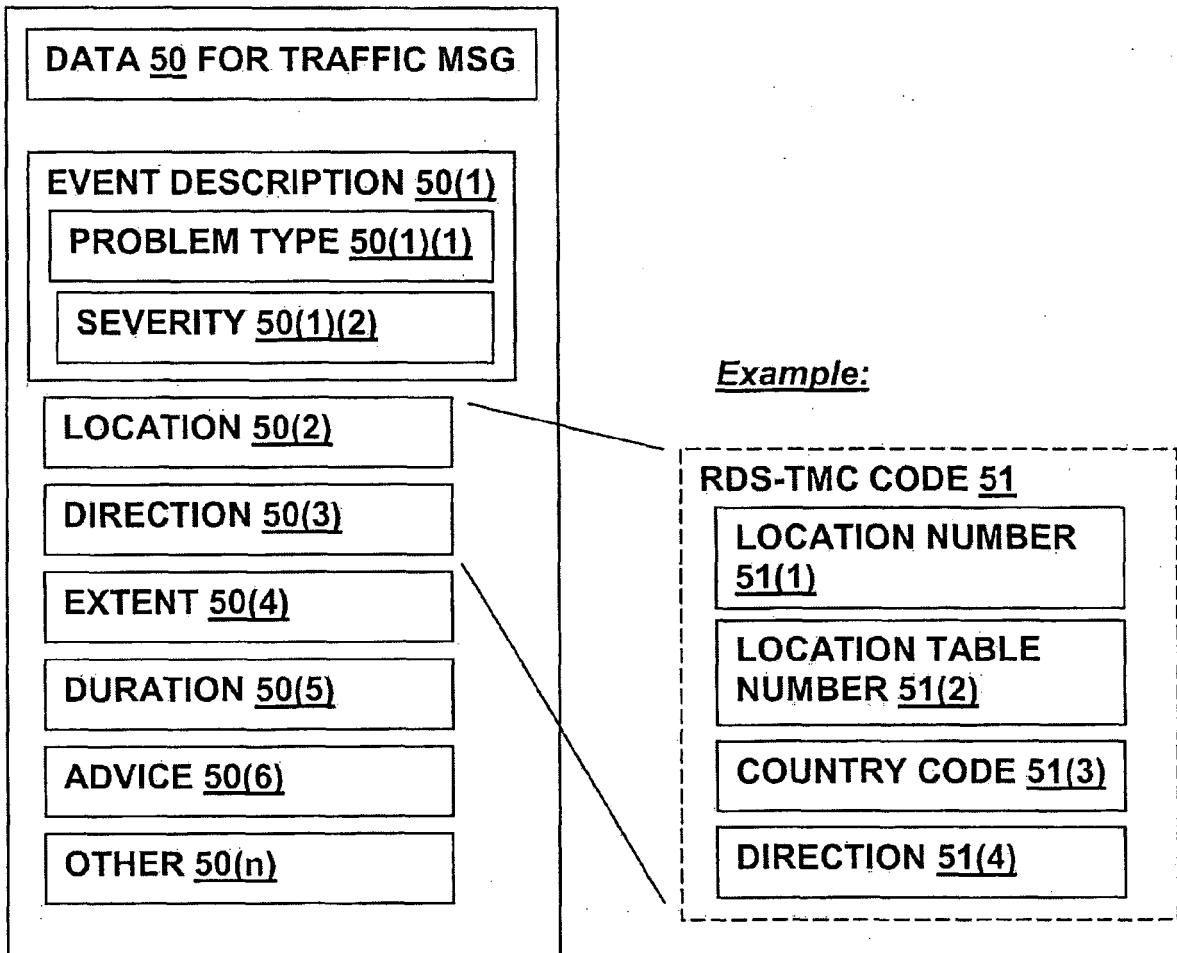 DATA 50 FOR TRAFFIC MSG
EVENT DESCRIPTION 50(1)
PROBLEM TYPE 50(1)(1)
SEVERITY 50(1)(2)
LOCATION 50(2)
DIRECTION 50(3)
EXTENT 50(4)
DURATION 50(5)
ADVICE 50(6)
OTHER 50(n)
Example:
RDS-TMC CODE 51
LOCATION NUMBER
51(1)
LOCATION TABLE
NUMBER 51(2)
COUNTRY CODE 51(3)
DIRECTION 51(4)